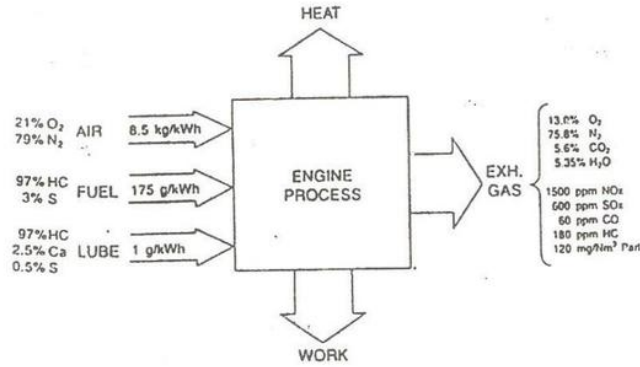 HEAT
21% O₂
79% N₂
AIR
8.5 kg/kWh
97% HC
3% S
FUEL
175 g/kWh
97% HC
2.5% Ca
0.5% S
LUBE
1 g/kWh
ENGINE
PROCESS
EXH.
GAS
13.0% O₂
75.8% N₂
5.6% CO₂
5.35% H₂O
1500 ppm NOx
600 ppm SOx
60 ppm CO
180 ppm HC
120 mg/Nm³ Part
WORK